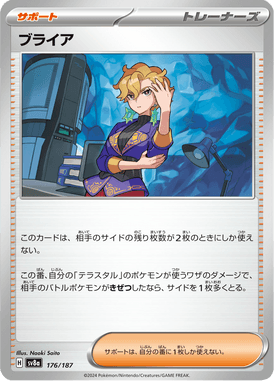 サポート
トレーナーズ
ブライア
このカードは、相手のサイドの残り枚数が2枚のときにしか使えない。
この番、自分の「テラスタル」のポケモンが使うワザのダメージで、
相手のバトルポケモンがきぜつしたなら、サイドを1枚多くとる。
Illus. Naoki Saito
サポートは、自分の番に1枚しか使えない。
H sv8a 176/187
©2024 Pokémon/Nintendo/Creatures/GAME FREAK.